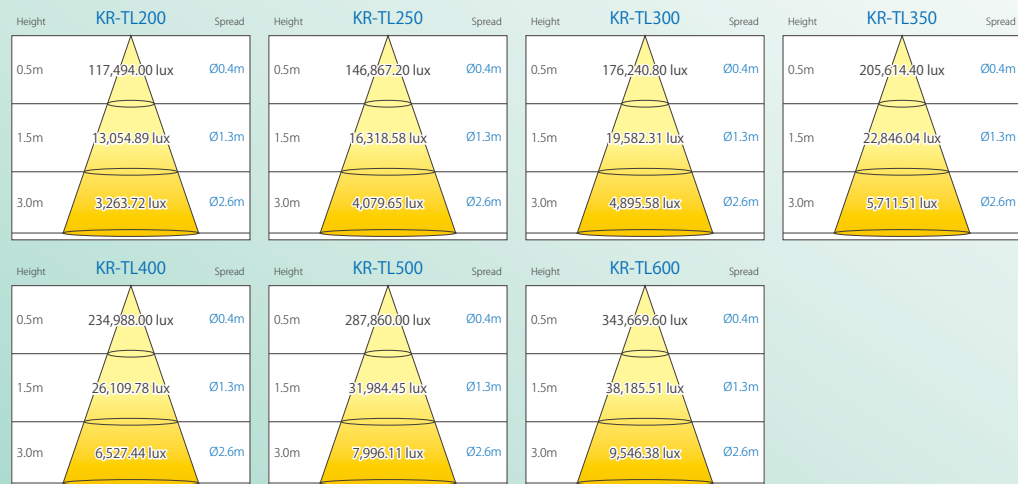 Height KR-TL200 Spread
0.5m 117,494.00 lux Ø0.4m
1.5m 13,054.89 lux Ø1.3m
3.0m 3,263.72 lux Ø2.6m
Height KR-TL250 Spread
0.5m 146,867.20 lux Ø0.4m
1.5m 16,318.58 lux Ø1.3m
3.0m 4,079.65 lux Ø2.6m
Height KR-TL300 Spread
0.5m 176,240.80 lux Ø0.4m
1.5m 19,582.31 lux Ø1.3m
3.0m 4,895.58 lux Ø2.6m
Height KR-TL350 Spread
0.5m 205,614.40 lux Ø0.4m
1.5m 22,846.04 lux Ø1.3m
3.0m 5,711.51 lux Ø2.6m
Height KR-TL400 Spread
0.5m 234,988.00 lux Ø0.4m
1.5m 26,109.78 lux Ø1.3m
3.0m 6,527.44 lux Ø2.6m
Height KR-TL500 Spread
0.5m 287,860.00 lux Ø0.4m
1.5m 31,984.45 lux Ø1.3m
3.0m 7,996.11 lux Ø2.6m
Height KR-TL600 Spread
0.5m 343,669.60 lux Ø0.4m
1.5m 38,185.51 lux Ø1.3m
3.0m 9,546.38 lux Ø2.6m